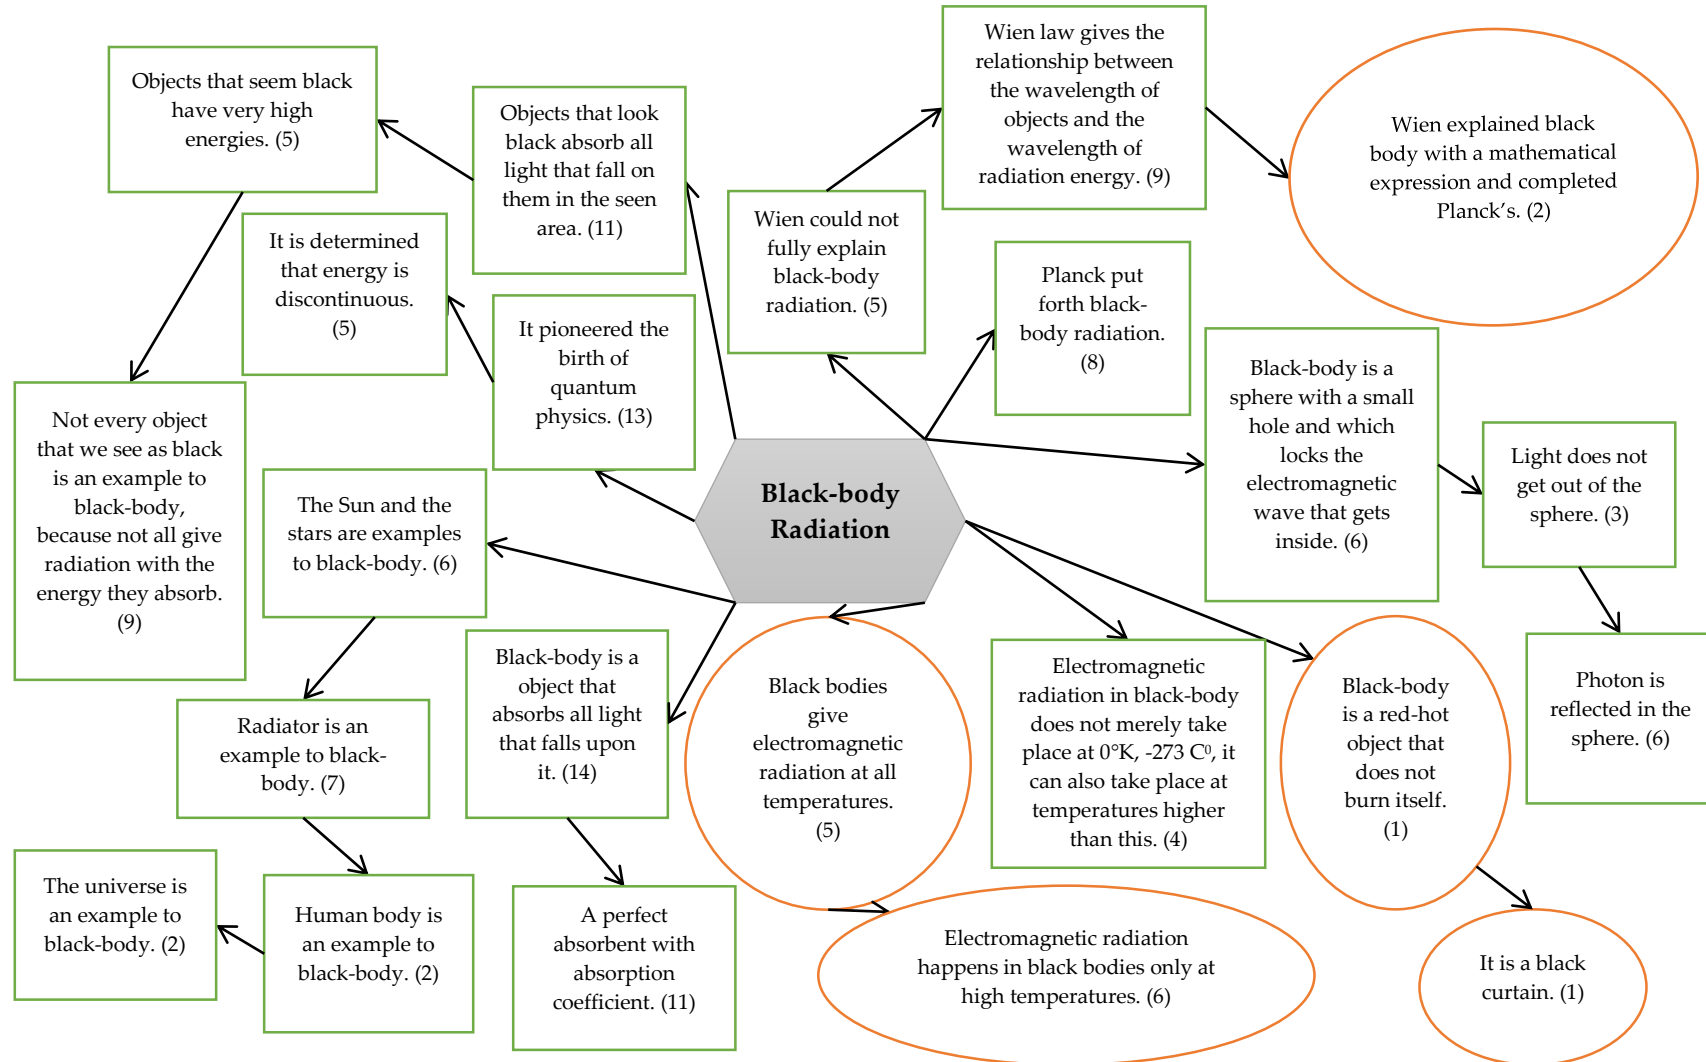 Objects that seem black
have very high
energies. (5)
Objects that look
black absorb all
light that fall on
them in the seen
area. (11)
Wien could not
fully explain
black-body
radiation. (5)
Wien law gives the
relationship between
the wavelength of
objects and the
wavelength of
radiation energy. (9)
Wien explained black
body with a mathematical
expression and completed
Planck's. (2)
It is determined
that energy is
discontinuous.
(5)
It pioneered the
birth of
quantum
physics. (13)
Planck put
forth black-
body radiation.
(8)
Black-body is a
sphere with a small
hole and which
locks the
electromagnetic
wave that gets
inside. (6)
Light does not
get out of the
sphere. (3)
Not every object
that we see as black
is an example to
black-body,
because not all give
radiation with the
energy they absorb.
(9)
The Sun and the
stars are examples
to black-body. (6)
Black-body
Radiation
Radiator is an
example to black-
body. (7)
Black-body is a
object that
absorbs all light
that falls upon
it. (14)
Black bodies
give
electromagnetic
radiation at all
temperatures.
(5)
Electromagnetic
radiation in black-body
does not merely take
place at 0°K, -273 C⁰, it
can also take place at
temperatures higher
than this. (4)
Black-body
is a red-hot
object that
does not
burn itself.
(1)
Photon is
reflected in the
sphere. (6)
The universe is
an example to
black-body. (2)
Human body is
an example to
black-body. (2)
A perfect
absorbent with
absorption
coefficient. (11)
Electromagnetic radiation
happens in black bodies only at
high temperatures. (6)
It is a black
curtain. (1)